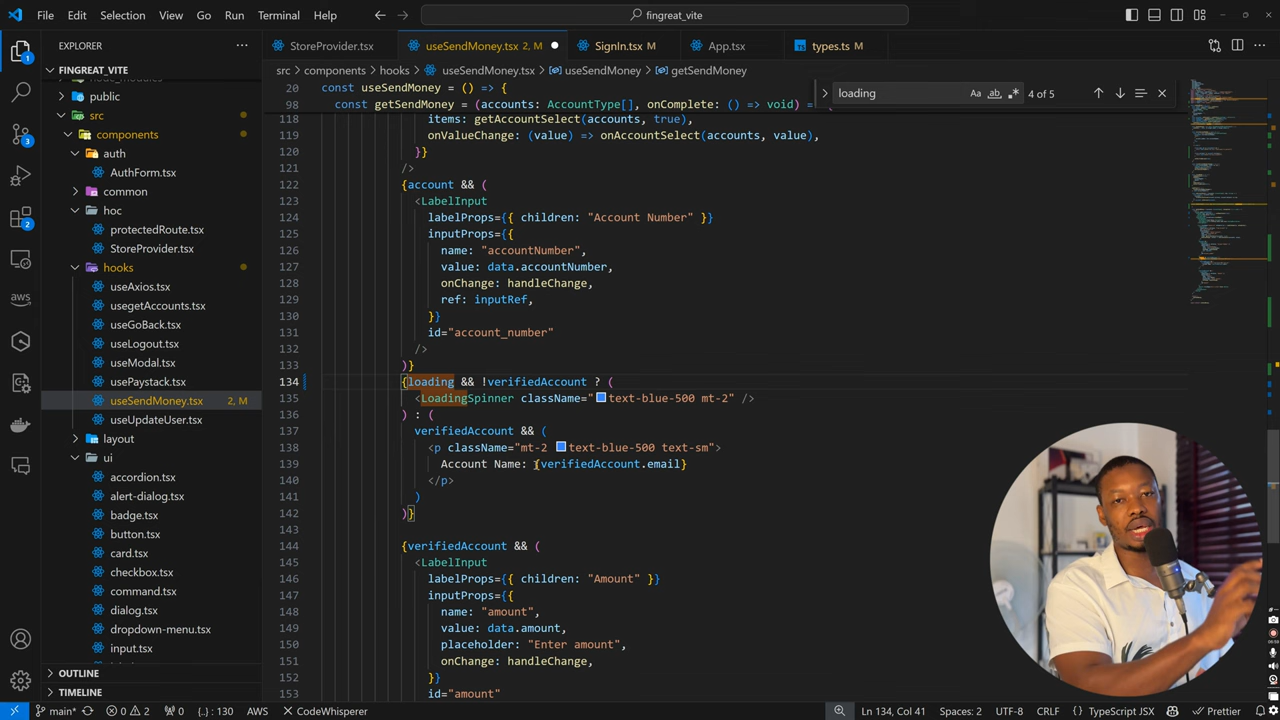 File Edit Selection View Go Run Terminal Help
fingreat_vite
EXPLORER
StoreProvider.tsx
useSendMoney.tsx 2, M
SignIn.tsx M
App.tsx
types.ts M
FINGREAT_VITE
src > components > hooks > useSendMoney.tsx > useSendMoney > getSendMoney
node_modules
public
src
components
auth
AuthForm.tsx
common
hoc
protectedRoute.tsx
StoreProvider.tsx
hooks
useAxios.tsx
usegetAccounts.tsx
useGoBack.tsx
useLogout.tsx
useModal.tsx
usePaystack.tsx
useSendMoney.tsx 2, M
useUpdateUser.tsx
layout
ui
accordion.tsx
alert-dialog.tsx
badge.tsx
button.tsx
card.tsx
checkbox.tsx
command.tsx
dialog.tsx
dropdown-menu.tsx
input.tsx
OUTLINE
TIMELINE
1
3
2
aws
loading
Aa ab
4 of 5
20 const useSendMoney = () => {
98 const getSendMoney = (accounts: AccountType[], onComplete: () => void)
118 items: getAccountSelect(accounts, true),
119 onValueChange: (value) => onAccountSelect(accounts, value),
120 }}
121 />
122 {account && (
123 <LabelInput
124 labelProps={{ children: "Account Number" }}
125 inputProps={{
126 name: "accountNumber",
127 value: data.accountNumber,
128 onChange: handleChange,
129 ref: inputRef,
130 }}
131 id="account_number"
132 />
133 )}
134 {loading && !verifiedAccount ? (
135 <LoadingSpinner className="text-blue-500 mt-2" />
136 ) : (
137 verifiedAccount && (
138 <p className="mt-2 text-blue-500 text-sm">
139 Account Name: {verifiedAccount.email}
140 </p>
141 )
142 )}
143
144 {verifiedAccount && (
145 <LabelInput
146 labelProps={{ children: "Amount" }}
147 inputProps={{
148 name: "amount",
149 value: data.amount,
150 placeholder: "Enter amount",
151 onChange: handleChange,
152 }}
153 id="amount"
main* 0 2 0 {..} : 130 AWS CodeWhisperer
Ln 134, Col 41 Spaces: 2 UTF-8 CRLF TypeScript JSX Prettier